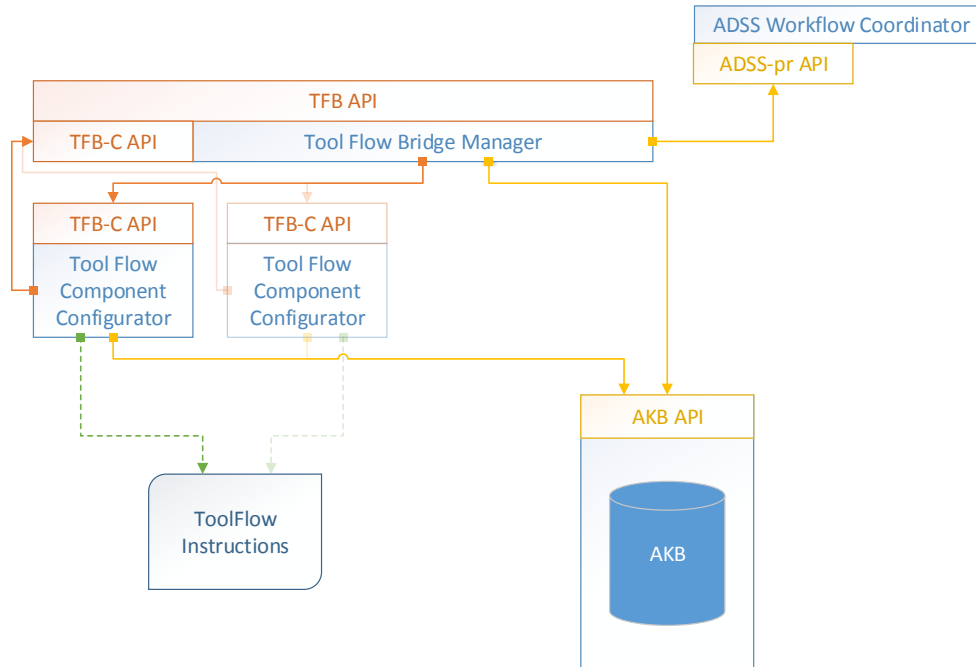 ADSS Workflow Coordinator
ADSS-pr API
TFB API
TFB-C API
Tool Flow Bridge Manager
TFB-C API
Tool Flow
Component
Configurator
TFB-C API
Tool Flow
Component
Configurator
AKB API
AKB
ToolFlow
Instructions